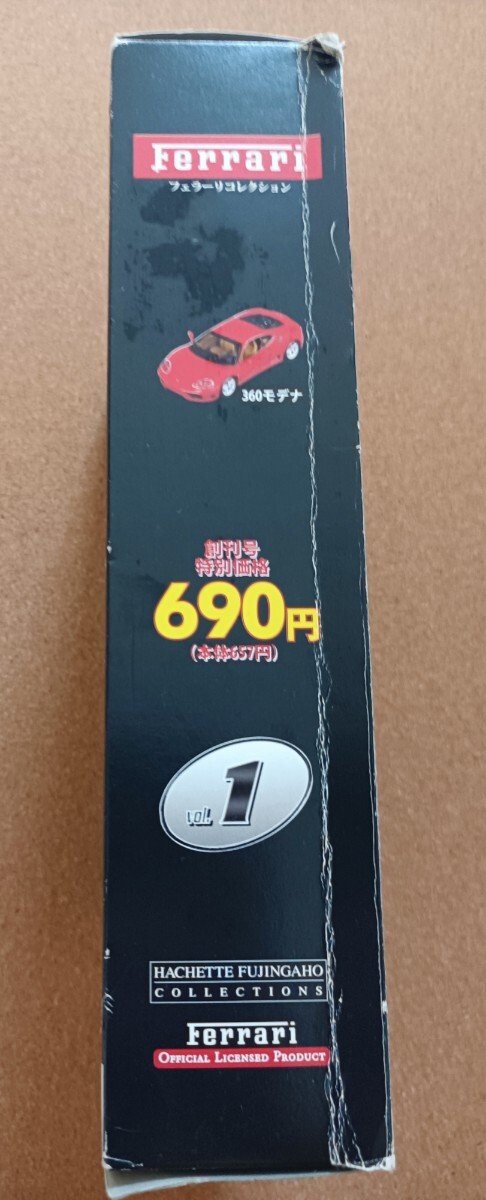 Ferrari
フェラーリコレクション
360モデナ
創刊号
特別価格
690円
(本体657円)
vol. 1
HACHETTE FUJINGAHO
COLLECTIONS
Ferrari
OFFICIAL LICENSED PRODUCT